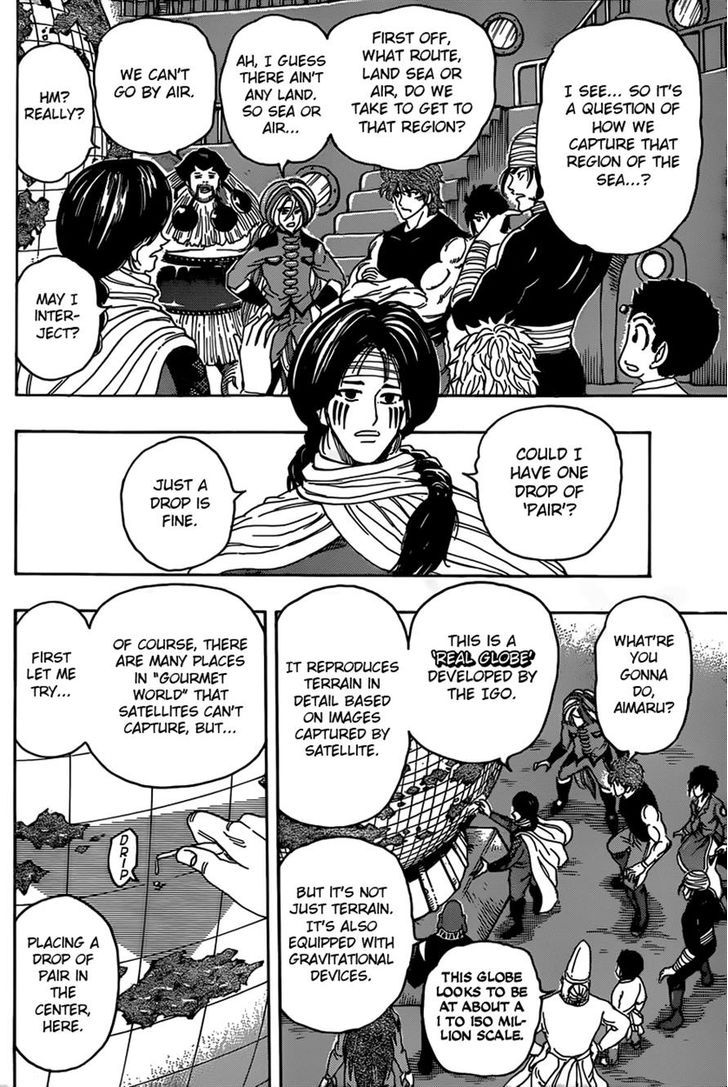 I SEE... SO IT'S
A QUESTION OF
HOW WE
CAPTURE THAT
REGION OF THE
SEA...?
FIRST OFF,
WHAT ROUTE,
LAND SEA OR
AIR, DO WE
TAKE TO GET TO
THAT REGION?
AH, I GUESS
THERE AIN'T
ANY LAND.
SO SEA OR
AIR...
WE CAN'T
GO BY AIR.
HM?
REALLY?
MAY I
INTER-
JECT?
COULD I
HAVE ONE
DROP OF
'PAIR'?
JUST A
DROP IS
FINE.
WHAT'RE
YOU
GONNA
DO,
AIMARU?
THIS IS A
'REAL GLOBE'
DEVELOPED BY
THE IGO.
IT REPRODUCES
TERRAIN IN
DETAIL BASED
ON IMAGES
CAPTURED BY
SATELLITE.
BUT IT'S NOT
JUST TERRAIN.
IT'S ALSO
EQUIPPED WITH
GRAVITATIONAL
DEVICES.
THIS GLOBE
LOOKS TO BE
AT ABOUT A
1 TO 150 MIL-
LION SCALE.
OF COURSE, THERE
ARE MANY PLACES
IN "GOURMET
WORLD" THAT
SATELLITES CAN'T
CAPTURE, BUT...
FIRST
LET ME
TRY...
DRIP
PLACING A
DROP OF
PAIR IN
THE
CENTER,
HERE.